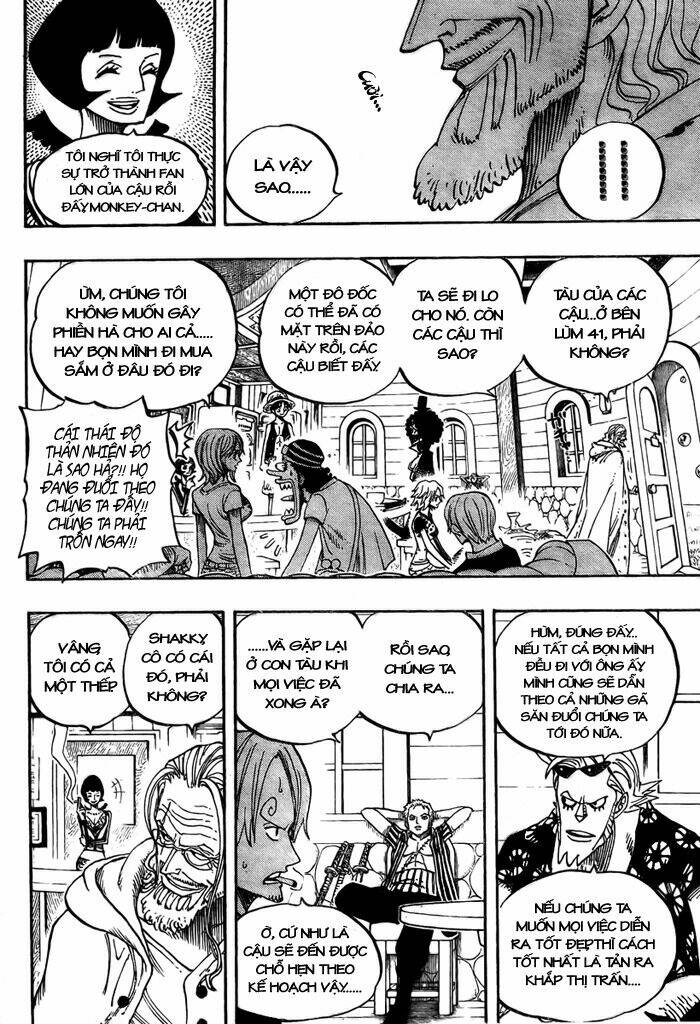 !!
Cười...
LÀ VẬY
SAO......
TÔI NGHĨ TÔI THỰC
SỰ TRỞ THÀNH FAN
LỚN CỦA CẬU RỒI
ĐẤY,MONKEY-CHAN.
TÀU CỦA CÁC
CẬU..Ở BÊN
LÙM 41, PHẢI
KHÔNG?
TA SẼ ĐI LO
CHO NÓ. CÒN
CÁC CẬU THÌ
SAO?
MỘT ĐÔ ĐỐC
CÓ THỂ ĐÃ CÓ
MẶT TRÊN ĐẢO
NÀY RỒI, CÁC
CẬU BIẾT ĐẤY
ỪM, CHÚNG TÔI
KHÔNG MUỐN GÂY
PHIỀN HÀ CHO AI CẢ.....
HAY BỌN MÌNH ĐI MUA
SẮM Ở ĐÂU ĐÓ ĐI?
CÁI THÁI ĐỘ
THẢN NHIÊN ĐÓ
LÀ SAO HẢ?!! HỌ
ĐANG ĐUỔI THEO
CHÚNG TA ĐẤY!!
CHÚNG TA PHẢI
TRỐN NGAY!!
HỪM, ĐÚNG ĐẤY..
NẾU TẤT CẢ BỌN MÌNH
ĐỀU ĐI VỚI ÔNG ẤY
MÌNH CŨNG SẼ DẪN
THEO CẢ NHỮNG GÃ
SĂN ĐUỔI CHÚNG TA
TỚI ĐÓ NỮA.
NẾU CHÚNG TA
MUỐN MỌI VIỆC DIỄN
RA TỐT ĐẸPTHÌ CÁCH
TỐT NHẤT LÀ TẢN RA
KHẮP THỊ TRẤN...
RỒI SAO,
CHÚNG TA
CHIA RA...
......VÀ GẶP LẠI
Ở CON TÀU KHI
MỌI VIỆC ĐÃ
XONG À?
Ờ, CỨ NHƯ LÀ
CẬU SẼ ĐẾN ĐƯỢC
CHỖ HẸN THEO
KẾ HOẠCH VẬY.....
SHAKKY,
CÔ CÓ CÁI
ĐÓ, PHẢI
KHÔNG?
VÂNG,
TÔI CÓ CẢ
MỘT THẾP